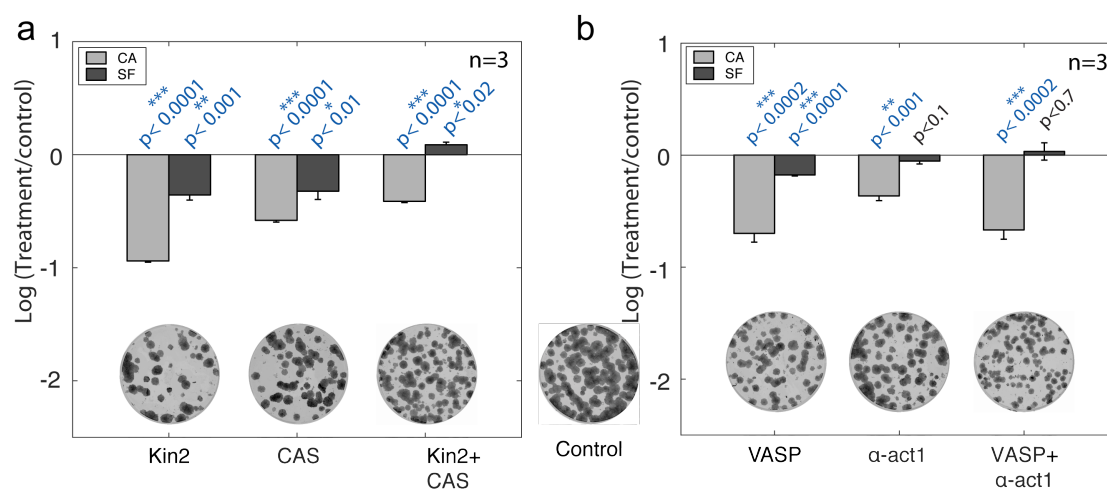 a
1
CA
SF
n=3
***
p< 0.0001
**
p< 0.001
***
p< 0.0001
*
p< 0.01
***
p< 0.0001
*
p< 0.02
0
-1
-2
Log (Treatment/control)
Kin2
CAS
Kin2+
CAS
Control
b
1
CA
SF
n=3
***
p< 0.0002
***
p< 0.0001
**
p< 0.001
p<0.1
***
p< 0.0002
p<0.7
0
-1
-2
Log (Treatment/control)
VASP
α-act1
VASP+
α-act1